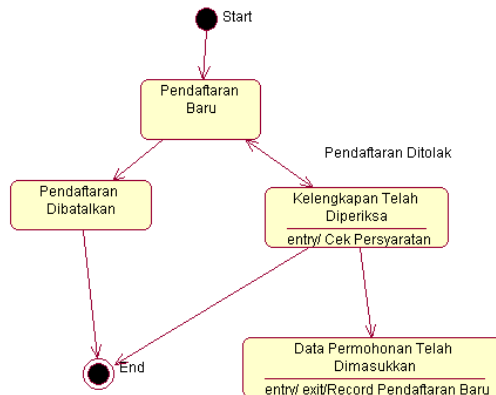 Start
Pendaftaran
Baru
Pendaftaran Ditolak
Pendaftaran
Dibatalkan
Kelengkapan Telah
Diperiksa
entry/ Cek Persyaratan
End
Data Permohonan Telah
Dimasukkan
entry/ exit/Record Pendaftaran Baru